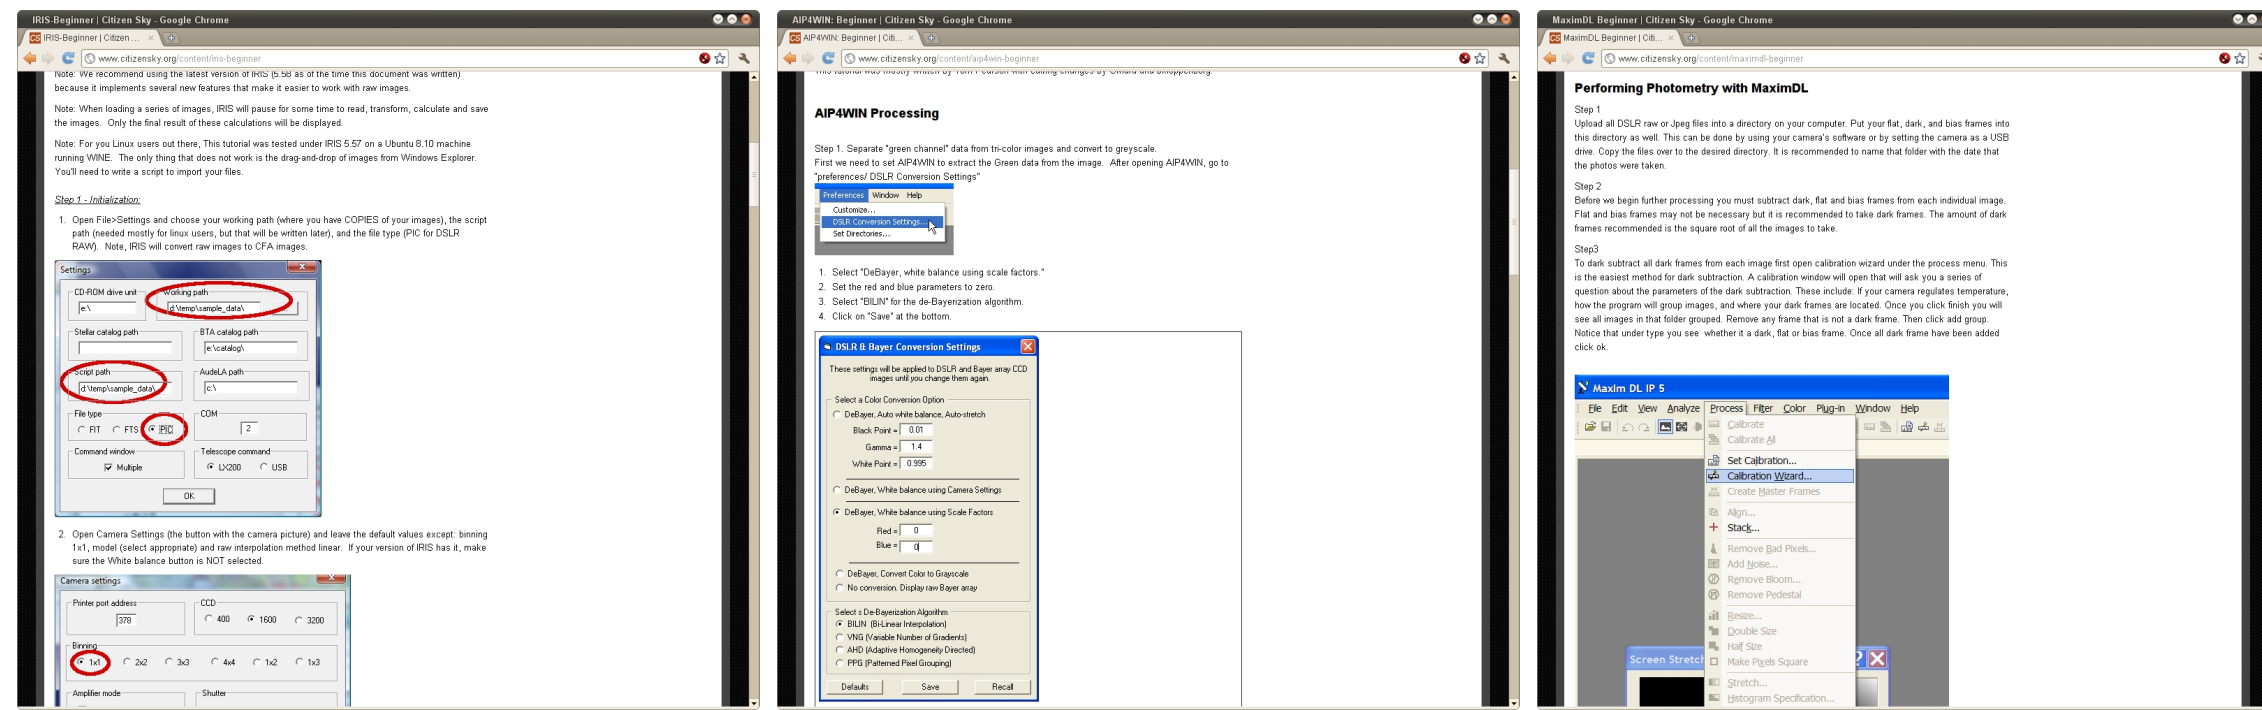 IRIS-Beginner | Citizen Sky - Google Chrome
IRIS-Beginner | Citizen ...
www.citizensky.org/content/iris-beginner
Note: We recommend using the latest version of IRIS (5.58 as of the time this document was written)
because it implements several new features that make it easier to work with raw images.
Note: When loading a series of images, IRIS will pause for some time to read, transform, calculate and save
the images. Only the final result of these calculations will be displayed.
Note: For you Linux users out there, This tutorial was tested under IRIS 5.57 on a Ubuntu 8.10 machine
running WINE. The only thing that does not work is the drag-and-drop of images from Windows Explorer.
You'll need to write a script to import your files.
Step 1 - Initialization:
1. Open File>Settings and choose your working path (where you have COPIES of your images), the script
path (needed mostly for linux users, but that will be written later), and the file type (PIC for DSLR
RAW). Note, IRIS will convert raw images to CFA images.
Settings
CD-ROM drive unit
Working path
e:\
d:\temp\sample_data\
Stellar catalog path
BTA catalog path
e:\catalog\
Script path
AudeLA path
d:\temp\sample_data\
c:\
File type
COM
FIT FTS PIC
2
Command window
Telescope command
Multiple
LX200 USB
OK
2. Open Camera Settings (the button with the camera picture) and leave the default values except: binning
1x1, model (select appropriate) and raw interpolation method linear. If your version of IRIS has it, make
sure the White balance button is NOT selected.
Camera settings
Printer port address
CCD
378
400 1600 3200
Binning
1x1 2x2 3x3 4x4 1x2 1x3
Amplifier mode
Shutter
AIP4WIN: Beginner | Citizen Sky - Google Chrome
AIP4WIN: Beginner | Citi...
www.citizensky.org/content/aip4win-beginner
AIP4WIN Processing
Step 1. Separate "green channel" data from tri-color images and convert to greyscale.
First we need to set AIP4WIN to extract the Green data from the image. After opening AIP4WIN, go to
"preferences/ DSLR Conversion Settings"
Preferences Window Help
Customize...
DSLR Conversion Settings...
Set Directories...
1. Select "DeBayer, white balance using scale factors."
2. Set the red and blue parameters to zero.
3. Select "BILIN" for the de-Bayerization algorithm.
4. Click on "Save" at the bottom.
DSLR & Bayer Conversion Settings
These settings will be applied to DSLR and Bayer array CCD
images until you change them again.
Select a Color Conversion Option
DeBayer, Auto white balance, Auto-stretch
Black Point = 0.01
Gamma = 1.4
White Point = 0.995
DeBayer, White balance using Camera Settings
DeBayer, White balance using Scale Factors
Red = 0
Blue = 0
DeBayer, Convert Color to Grayscale
No conversion. Display raw Bayer array
Select s De-Bayerization Algorithm
BILIN (Bi-Linear Interpolation)
VNG (Variable Number of Gradients)
AHD (Adaptive Homogeneity Directed)
PPG (Patterned Pixel Grouping)
Defaults Save Recall
MaximDL Beginner | Citizen Sky - Google Chrome
MaximDL Beginner | Citi...
www.citizensky.org/content/maximdl-beginner
Performing Photometry with MaximDL
Step 1
Upload all DSLR raw or Jpeg files into a directory on your computer. Put your flat, dark, and bias frames into
this directory as well. This can be done by using your camera's software or by setting the camera as a USB
drive. Copy the files over to the desired directory. It is recommended to name that folder with the date that
the photos were taken.
Step 2
Before we begin further processing you must subtract dark, flat and bias frames from each individual image.
Flat and bias frames may not be necessary but it is recommended to take dark frames. The amount of dark
frames recommended is the square root of all the images to take.
Step3
To dark subtract all dark frames from each image first open calibration wizard under the process menu. This
is the easiest method for dark subtraction. A calibration window will open that will ask you a series of
question about the parameters of the dark subtraction. These include: If your camera regulates temperature,
how the program will group images, and where your dark frames are located. Once you click finish you will
see all images in that folder grouped. Remove any frame that is not a dark frame. Then click add group.
Notice that under type you see whether it a dark, flat or bias frame. Once all dark frame have been added
click ok.
MaxIm DL IP 5
File Edit View Analyze Process Filter Color Plug-in Window Help
Calibrate
Calibrate All
Set Calibration...
Calibration Wizard...
Create Master Frames
Align...
Stack...
Remove Bad Pixels...
Add Noise...
Remove Bloom...
Remove Pedestal
Resize...
Double Size
Half Size
Make Pixels Square
Screen Stretch
Stretch...
Histogram Specification...